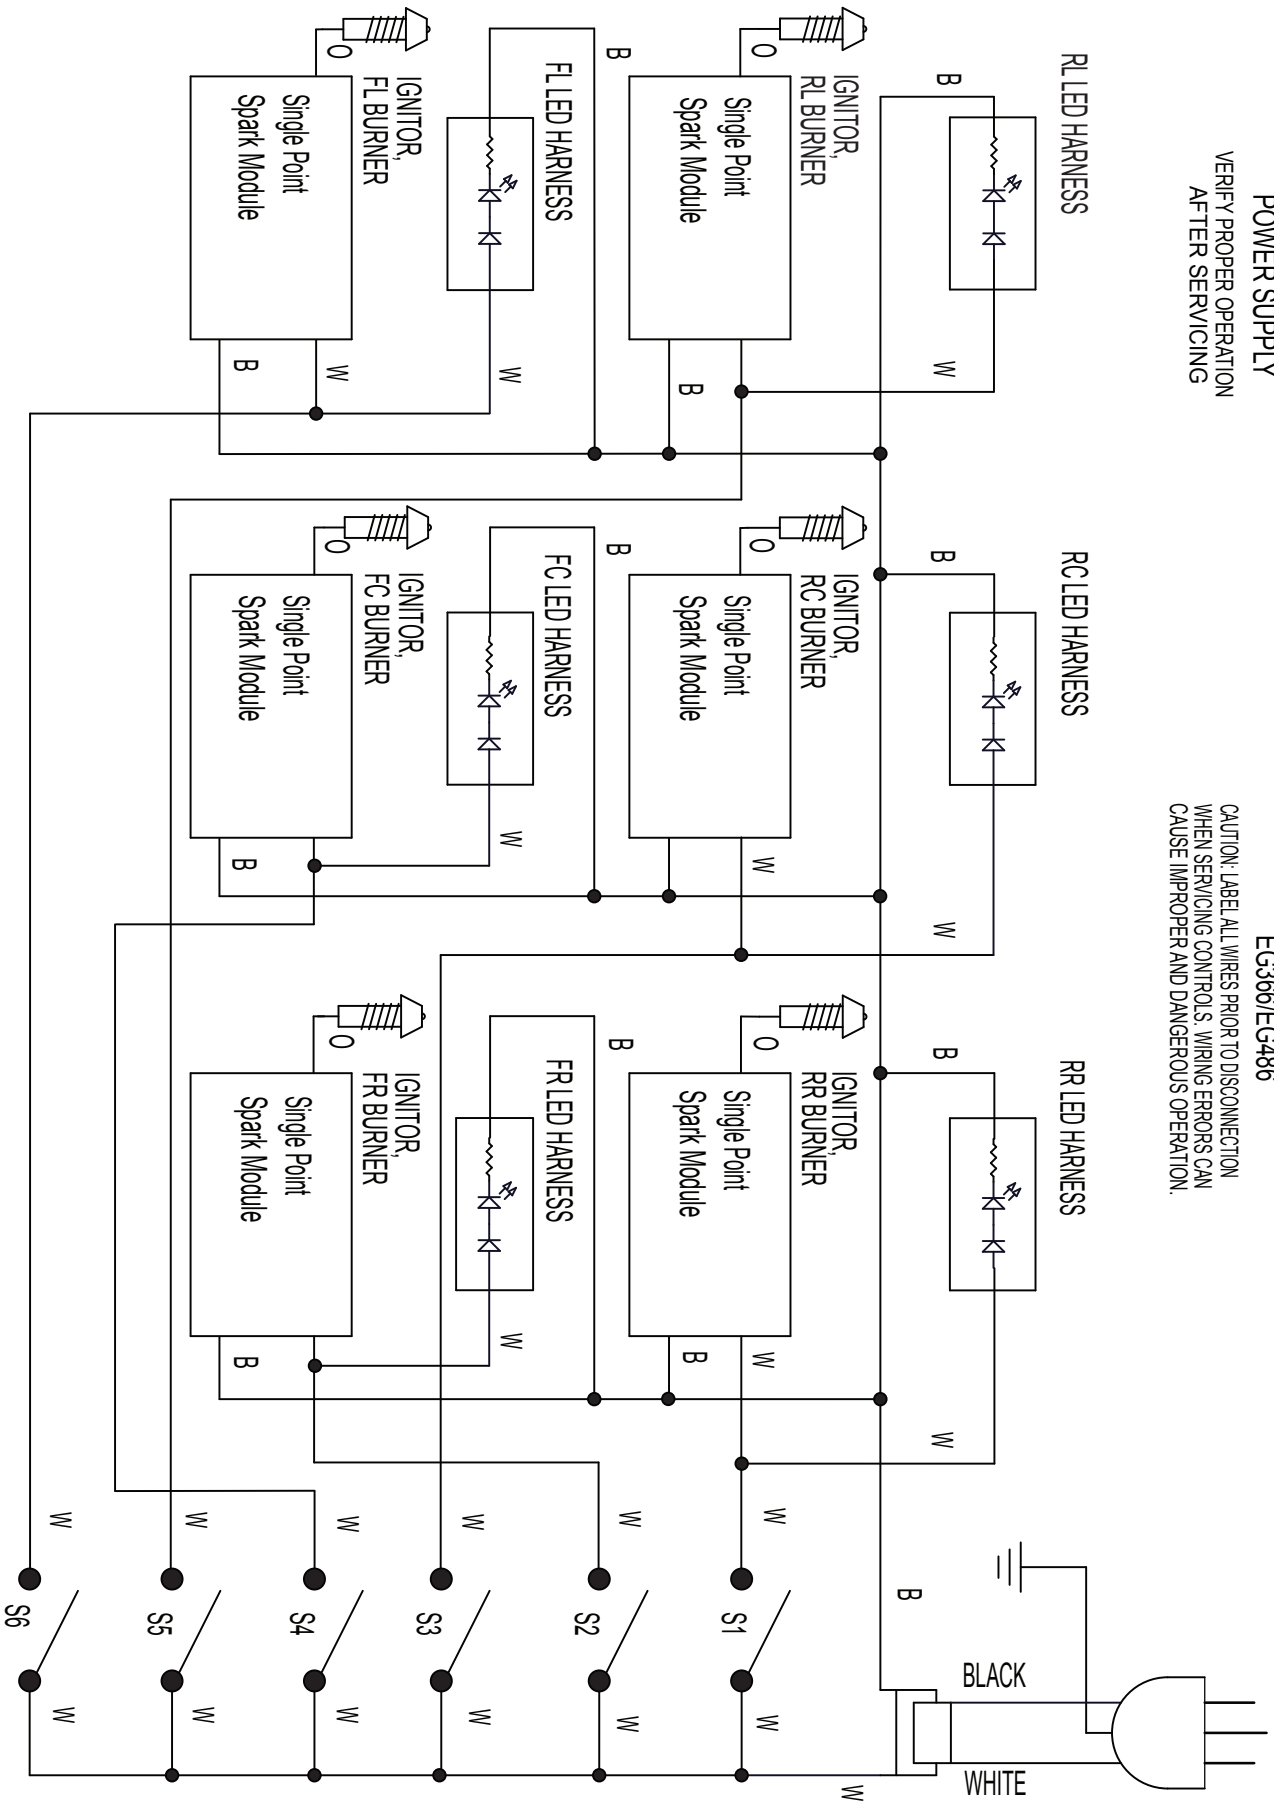 POWER SUPPLY
VERIFY PROPER OPERATION
AFTER SERVICING
EG366/EG486
CAUTION: LABEL ALL WIRES PRIOR TO DISCONNECTION
WHEN SERVICING CONTROLS. WIRING ERRORS CAN
CAUSE IMPROPER AND DANGEROUS OPERATION.
RL LED HARNESS
RC LED HARNESS
RR LED HARNESS
BLACK
WHITE
B
W
B
W
B
W
B
W
IGNITOR,
RL BURNER
O
Single Point
Spark Module
B
IGNITOR,
RC BURNER
O
Single Point
Spark Module
W
IGNITOR,
RR BURNER
O
Single Point
Spark Module
W
B
W
S1
W
B
FL LED HARNESS
W
B
FC LED HARNESS
W
B
FR LED HARNESS
W
W
S2
W
W
S3
W
IGNITOR,
FL BURNER
O
Single Point
Spark Module
W
B
IGNITOR,
FC BURNER
O
Single Point
Spark Module
B
IGNITOR,
FR BURNER
O
Single Point
Spark Module
B
W
S4
W
W
S5
W
W
S6
W